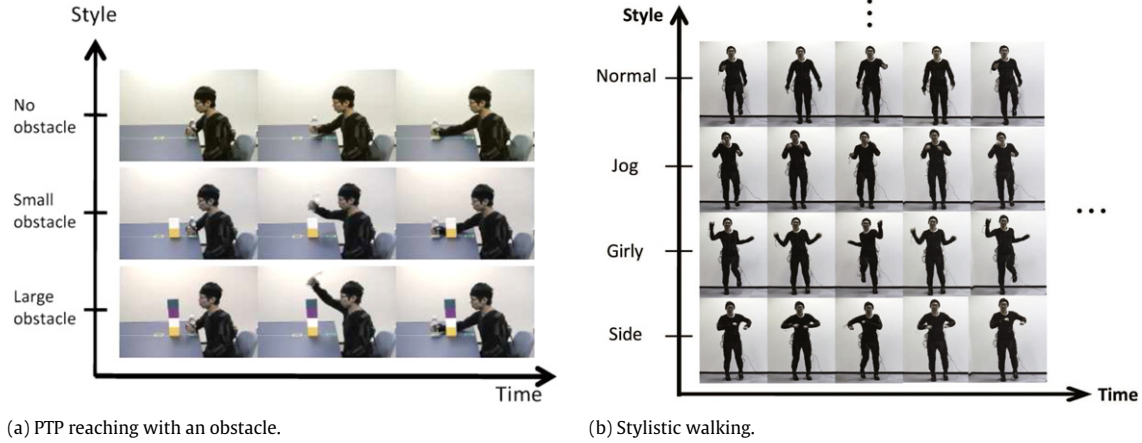 Style
No
obstacle
Small
obstacle
Large
obstacle
Time
(a) PTP reaching with an obstacle.
Style
Normal
Jog
Girly
Side
Time
(b) Stylistic walking.